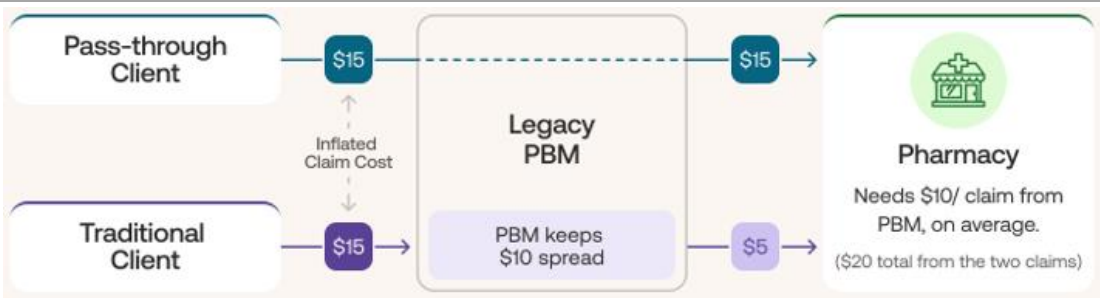 Pass-through
Client
$15
$15
Inflated
Claim Cost
Legacy
PBM
Pharmacy
Needs $10/ claim from
PBM, on average.
($20 total from the two claims)
Traditional
Client
$15
PBM keeps
$10 spread
$5